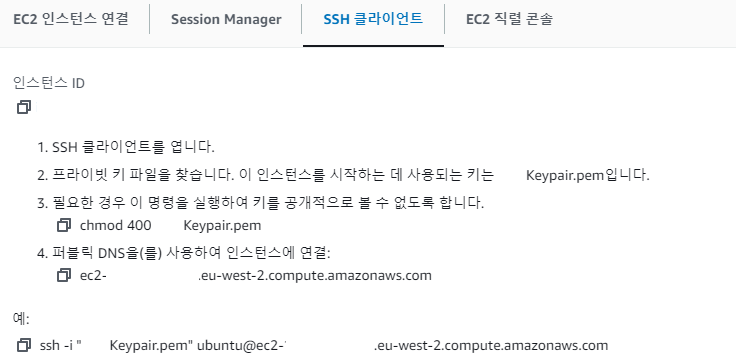 EC2 인스턴스 연결 Session Manager SSH 클라이언트 EC2 직렬 콘솔
인스턴스 ID
1. SSH 클라이언트를 엽니다.
2. 프라이빗 키 파일을 찾습니다. 이 인스턴스를 시작하는 데 사용되는 키는 Keypair.pem입니다.
3. 필요한 경우 이 명령을 실행하여 키를 공개적으로 볼 수 없도록 합니다.
chmod 400 Keypair.pem
4. 퍼블릭 DNS을(를) 사용하여 인스턴스에 연결:
ec2- .eu-west-2.compute.amazonaws.com
예:
ssh -i " Keypair.pem" ubuntu@ec2- .eu-west-2.compute.amazonaws.com